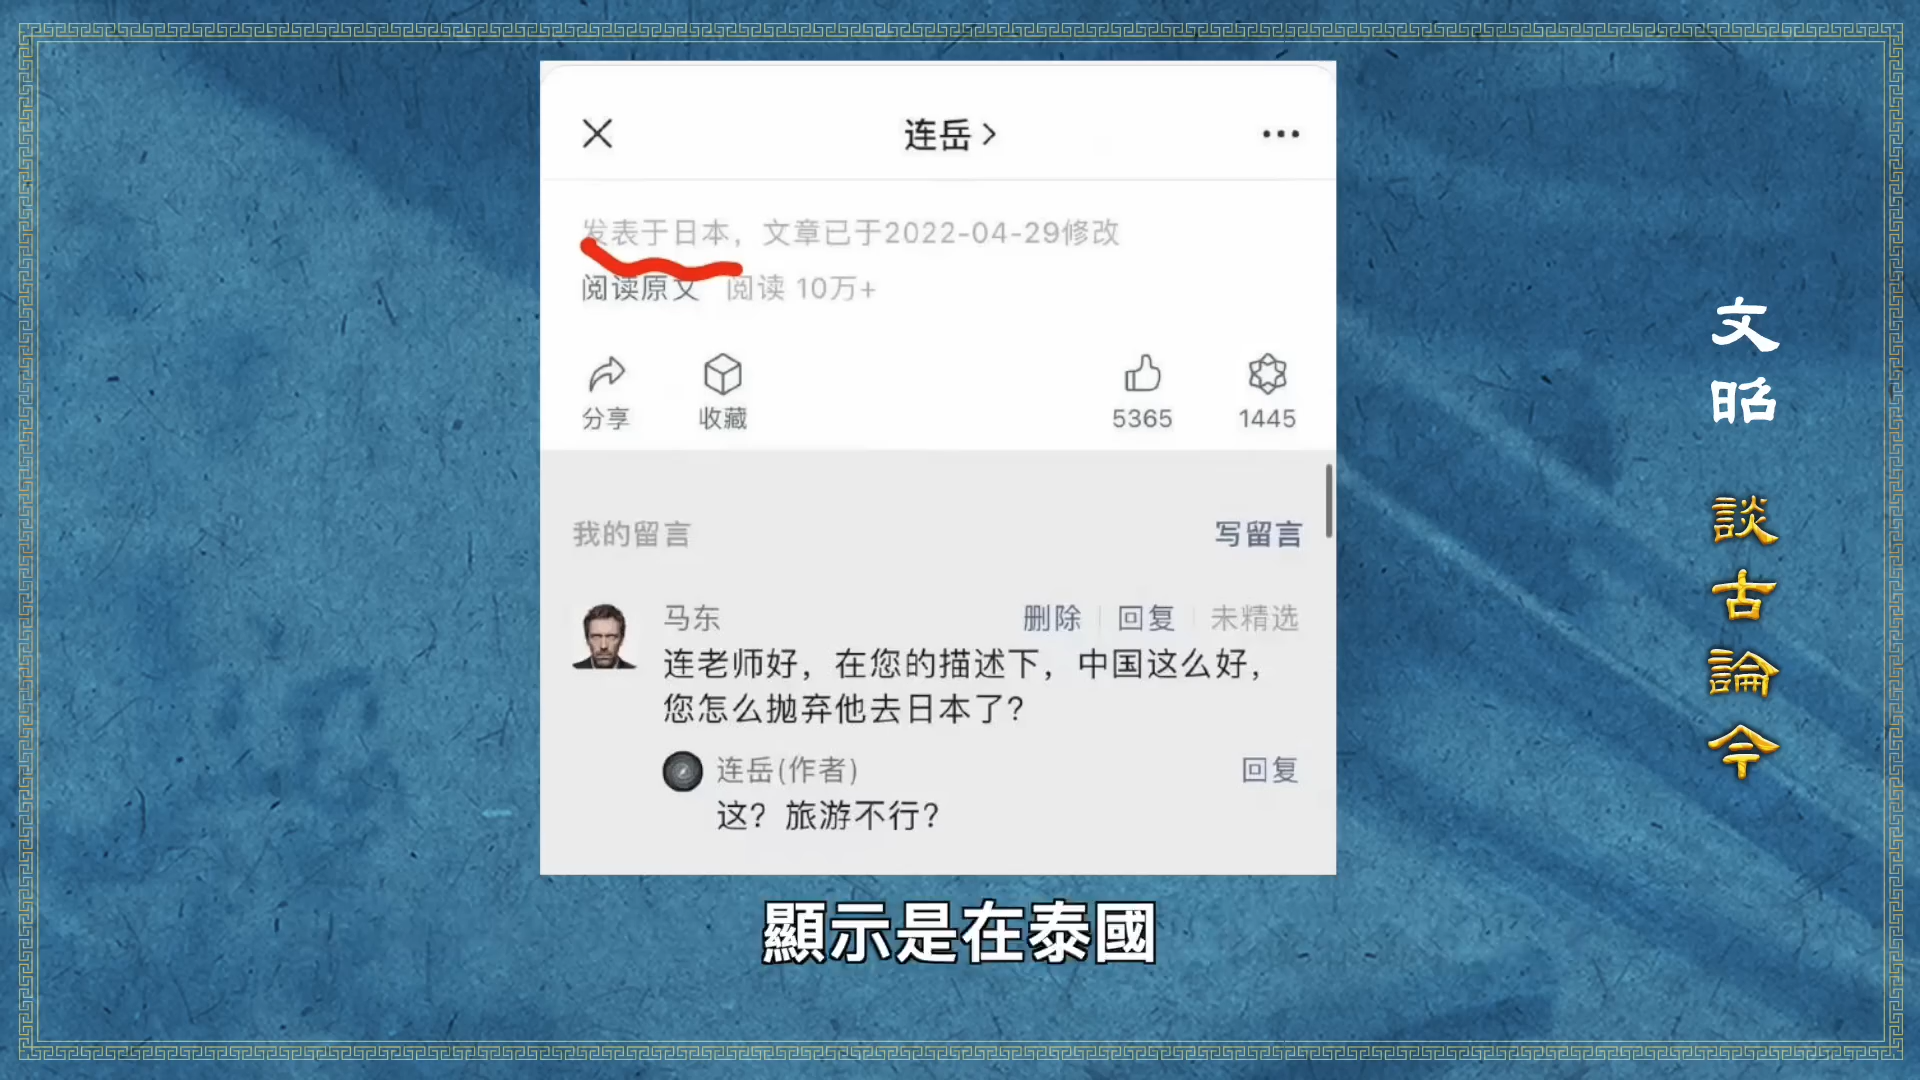 连岳
发表于日本，文章已于2022-04-29修改
阅读原文 阅读 10万+
分享 收藏 5365 1445
我的留言 写留言
马东 删除 回复 未精选
连老师好，在您的描述下，中国这么好，
您怎么抛弃他去日本了？
连岳(作者) 回复
这？旅游不行？
顯示是在泰國
文昭 談古論今